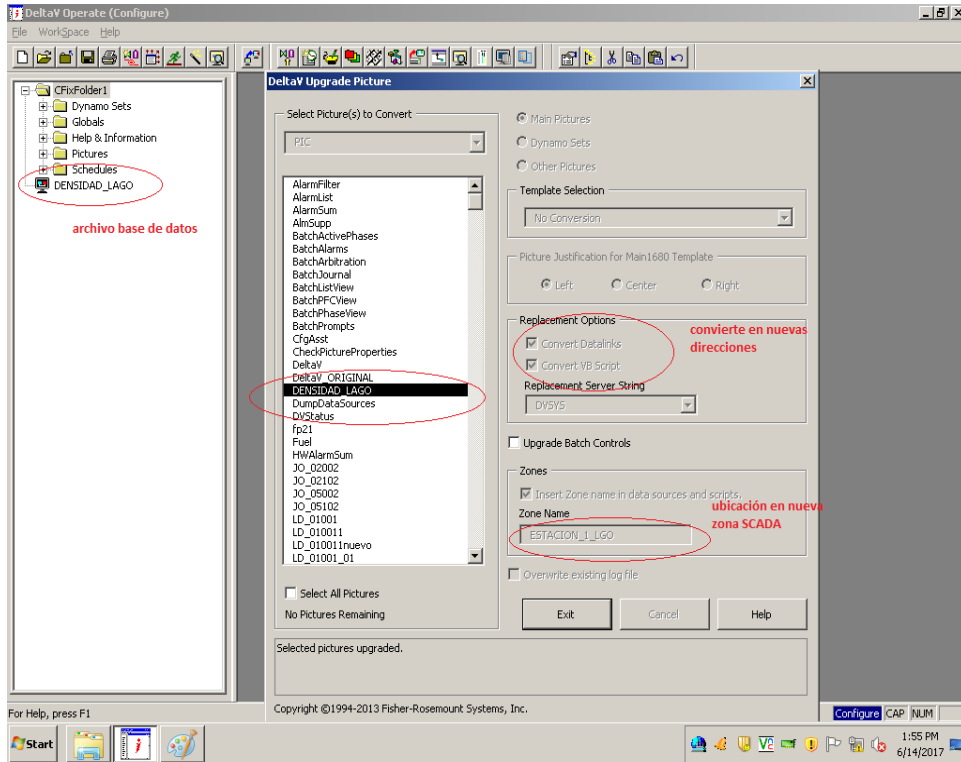 DeltaV Operate (Configure)
File WorkSpace Help
CFixFolder1
Dynamo Sets
Globals
Help & Information
Pictures
Schedules
DENSIDAD_LAGO
archivo base de datos
DeltaV Upgrade Picture
Select Picture(s) to Convert
PIC
AlarmFilter
AlarmList
AlarmSum
AlmSupp
BatchActivePhases
BatchAlarms
BatchArbitration
BatchJournal
BatchListView
BatchPFCView
BatchPhaseView
BatchPrompts
CfgAsst
CheckPictureProperties
DeltaV
DeltaV_ORIGINAL
DENSIDAD_LAGO
DumpDataSources
DVStatus
fp21
Fuel
HWAlarmSum
JO_02002
JO_02102
JO_05002
JO_05102
LD_01001
LD_010011
LD_010011nuevo
LD_01001_01
Select All Pictures
No Pictures Remaining
Main Pictures
Dynamo Sets
Other Pictures
Template Selection
No Conversion
Picture Justification for Main1680 Template
Left Center Right
Replacement Options
Convert Datalinks
Convert VB Script
convierte en nuevas
direcciones
Replacement Server String
DVSYS
Upgrade Batch Controls
Zones
Insert Zone name in data sources and scripts.
Zone Name
ESTACION_1_LGO
ubicación en nueva
zona SCADA
Overwrite existing log file
Exit Cancel Help
Selected pictures upgraded.
Copyright ©1994-2013 Fisher-Rosemount Systems, Inc.
For Help, press F1
Configure CAP NUM
Start
1:55 PM
6/14/2017